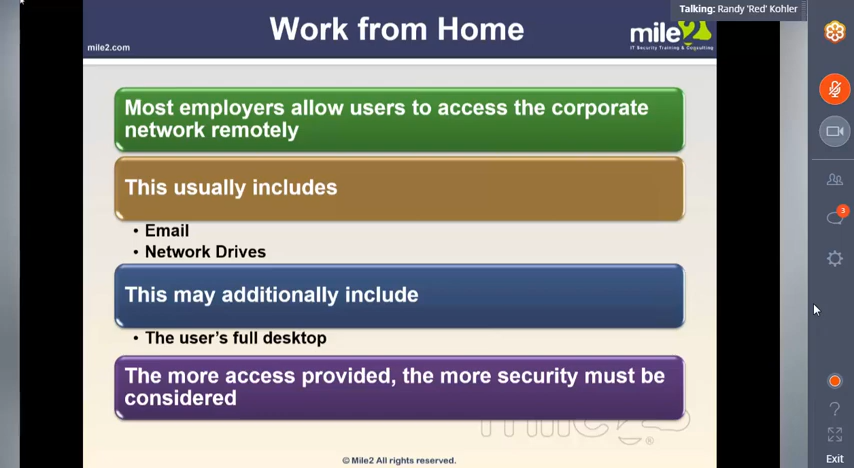 Talking: Randy 'Red' Kohler
Work from Home
mile2.com
mile2
IT Security Training & Consulting
Most employers allow users to access the corporate
network remotely
This usually includes
• Email
• Network Drives
This may additionally include
• The user's full desktop
The more access provided, the more security must be
considered
mile2
®
© Mile2 All rights reserved.
3
?
Exit